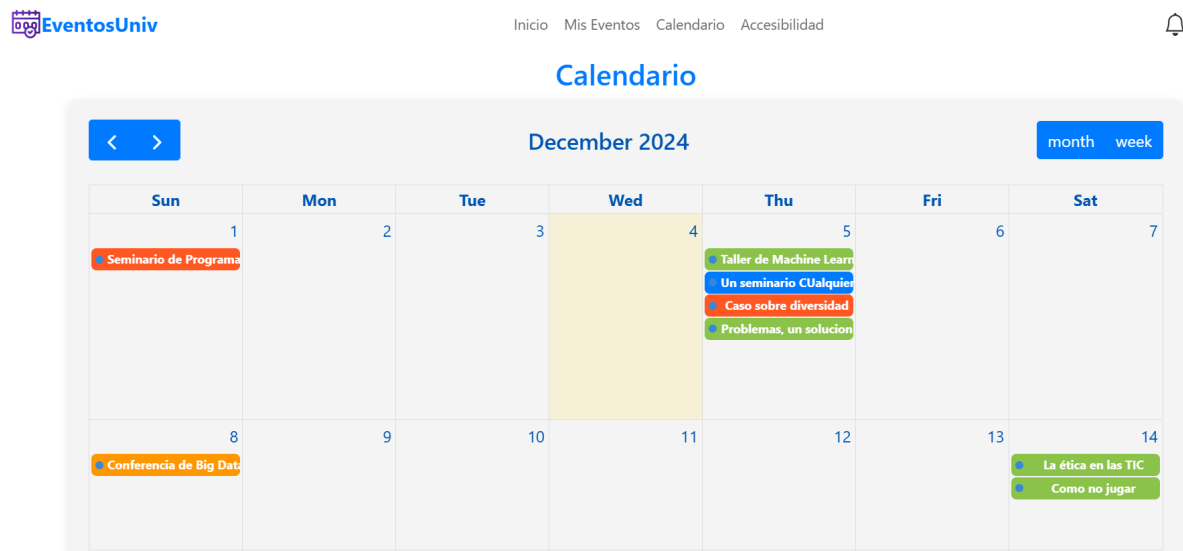 EventosUniv
Inicio Mis Eventos Calendario Accesibilidad
Calendario
December 2024
month week
Sun Mon Tue Wed Thu Fri Sat
1 2 3 4 5 6 7
Seminario de Programa
Taller de Machine Learn
Un seminario CUalquier
Caso sobre diversidad
Problemas, un solucion
8 9 10 11 12 13 14
Conferencia de Big Data
La ética en las TIC
Como no jugar